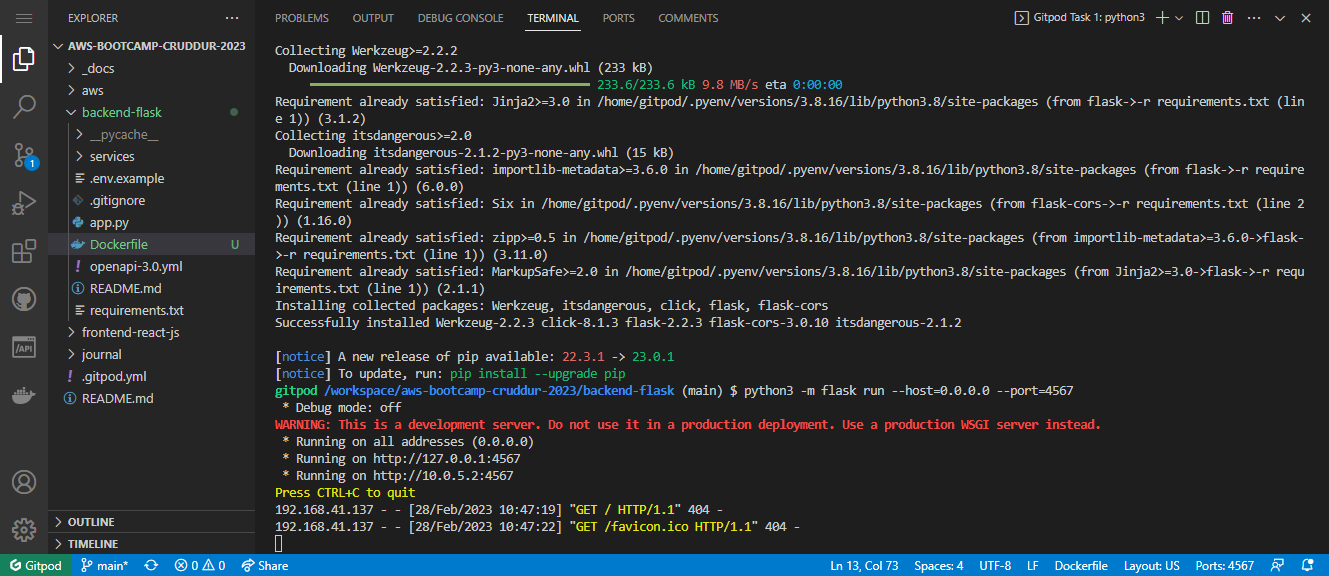 EXPLORER
AWS-BOOTCAMP-CRUDDUR-2023
_docs
aws
backend-flask
__pycache__
services
.env.example
.gitignore
app.py
Dockerfile U
openapi-3.0.yml
README.md
requirements.txt
frontend-react-js
journal
.gitpod.yml
README.md
OUTLINE
TIMELINE
1
/API
PROBLEMS OUTPUT DEBUG CONSOLE TERMINAL PORTS COMMENTS
Gitpod Task 1: python3
Collecting Werkzeug>=2.2.2
Downloading Werkzeug-2.2.3-py3-none-any.whl (233 kB)
233.6/233.6 kB 9.8 MB/s eta 0:00:00
Requirement already satisfied: Jinja2>=3.0 in /home/gitpod/.pyenv/versions/3.8.16/lib/python3.8/site-packages (from flask->-r requirements.txt (lin
e 1)) (3.1.2)
Collecting itsdangerous>=2.0
Downloading itsdangerous-2.1.2-py3-none-any.whl (15 kB)
Requirement already satisfied: importlib-metadata>=3.6.0 in /home/gitpod/.pyenv/versions/3.8.16/lib/python3.8/site-packages (from flask->-r require
ments.txt (line 1)) (6.0.0)
Requirement already satisfied: Six in /home/gitpod/.pyenv/versions/3.8.16/lib/python3.8/site-packages (from flask-cors->-r requirements.txt (line 2
)) (1.16.0)
Requirement already satisfied: zipp>=0.5 in /home/gitpod/.pyenv/versions/3.8.16/lib/python3.8/site-packages (from importlib-metadata>=3.6.0->flask-
>-r requirements.txt (line 1)) (3.11.0)
Requirement already satisfied: MarkupSafe>=2.0 in /home/gitpod/.pyenv/versions/3.8.16/lib/python3.8/site-packages (from Jinja2>=3.0->flask->-r requ
irements.txt (line 1)) (2.1.1)
Installing collected packages: Werkzeug, itsdangerous, click, flask, flask-cors
Successfully installed Werkzeug-2.2.3 click-8.1.3 flask-2.2.3 flask-cors-3.0.10 itsdangerous-2.1.2
[notice] A new release of pip available: 22.3.1 -> 23.0.1
[notice] To update, run: pip install --upgrade pip
gitpod /workspace/aws-bootcamp-cruddur-2023/backend-flask (main) $ python3 -m flask run --host=0.0.0.0 --port=4567
* Debug mode: off
WARNING: This is a development server. Do not use it in a production deployment. Use a production WSGI server instead.
* Running on all addresses (0.0.0.0)
* Running on http://127.0.0.1:4567
* Running on http://10.0.5.2:4567
Press CTRL+C to quit
192.168.41.137 - - [28/Feb/2023 10:47:19] "GET / HTTP/1.1" 404 -
192.168.41.137 - - [28/Feb/2023 10:47:22] "GET /favicon.ico HTTP/1.1" 404 -
Gitpod main* 0 0 Share Ln 13, Col 73 Spaces: 4 UTF-8 LF Dockerfile Layout: US Ports: 4567